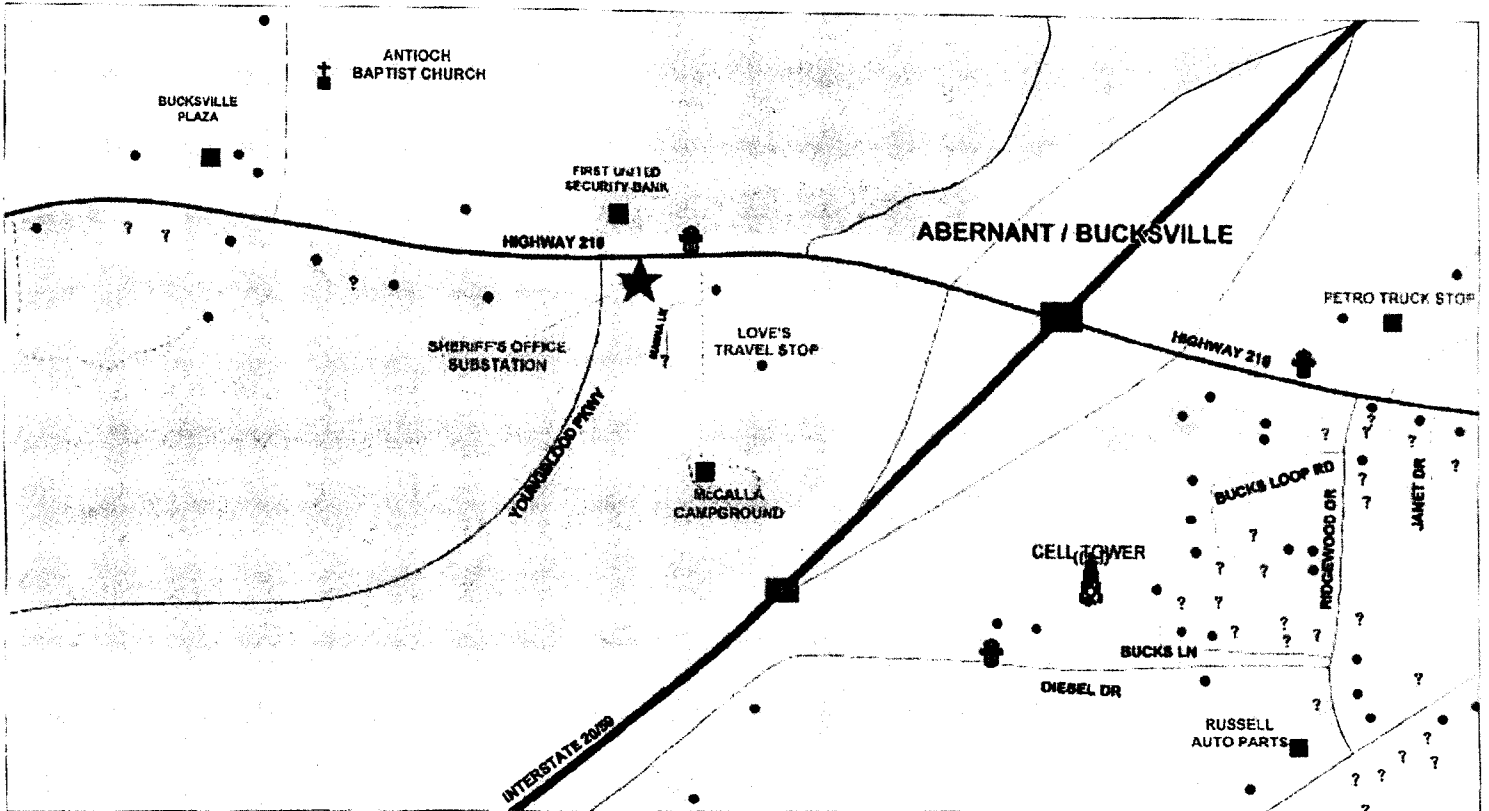 ANTIOCH
BAPTIST CHURCH
BUCKSVILLE
PLAZA
FIRST UNITED
SECURITY BANK
HIGHWAY 216
ABERNANT / BUCKSVILLE
PETRO TRUCK STOP
SHERIFF'S OFFICE
SUBSTATION
LOVE'S
TRAVEL STOP
HIGHWAY 216
YOUNGBLOOD PKWY
McCALLA
CAMPGROUND
BUCKS LOOP RD
RIDGEWOOD DR
JANET DR
CELL TOWER
BUCKS LN
DIESEL DR
RUSSELL
AUTO PARTS
INTERSTATE 20/59